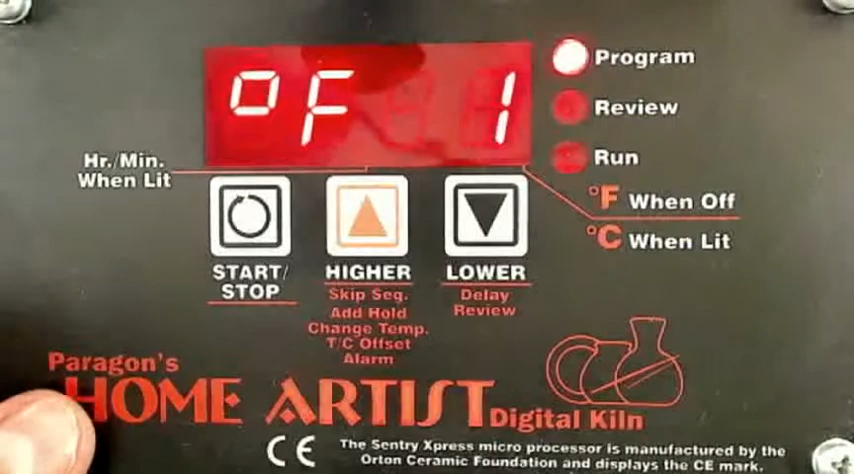 °F 1
Program
Review
Run
Hr./Min.
When Lit
°F When Off
°C When Lit
START/
STOP
HIGHER
Skip Seg.
Add Hold
Change Temp.
T/C Offset
Alarm
LOWER
Delay
Review
Paragon's
HOME ARTIST Digital Kiln
CE The Sentry Xpress micro processor is manufactured by the
Orton Ceramic Foundation and displays the CE mark.